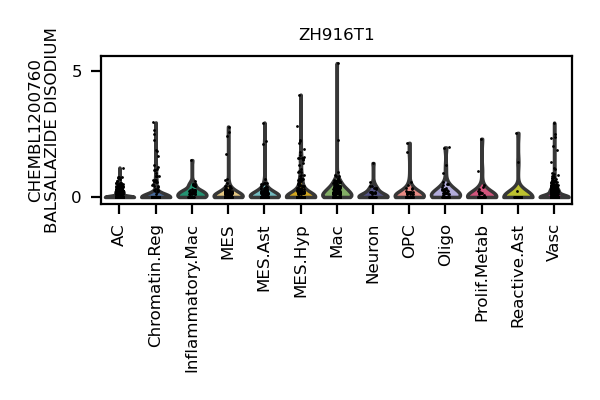 ZH916T1
CHEMBL1200760
BALSALAZIDE DISODIUM
5
0
AC
Chromatin.Reg
Inflammatory.Mac
MES
MES.Ast
MES.Hyp
Mac
Neuron
OPC
Oligo
Prolif.Metab
Reactive.Ast
Vasc